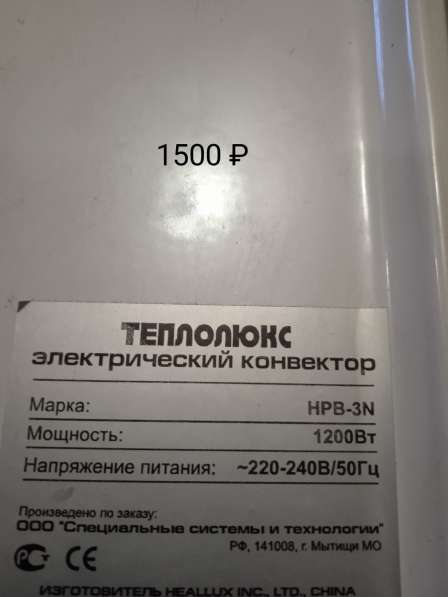 1500 ₽
ТЕПЛОЛЮКС
ЭЛЕКТРИЧЕСКИЙ КОНВЕКТОР
Марка: HPB-3N
Мощность: 1200Вт
Напряжение питания: ~220-240В/50Гц
Произведено по заказу:
ООО "Специальные системы и технологии"
РФ, 141008, г. Мытищи МО
РС CE
ИЗГОТОВИТЕЛЬ HEALLUX INC., LTD., CHINA